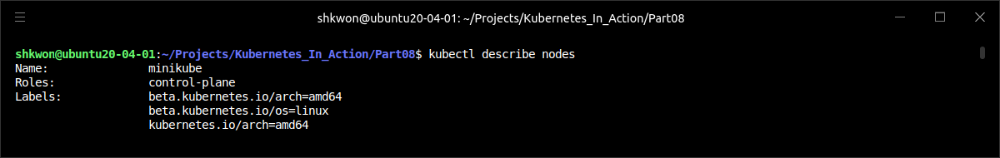 shkwon@ubuntu20-04-01: ~/Projects/Kubernetes_In_Action/Part08
shkwon@ubuntu20-04-01:~/Projects/Kubernetes_In_Action/Part08$ kubectl describe nodes
Name:               minikube
Roles:              control-plane
Labels:             beta.kubernetes.io/arch=amd64
                    beta.kubernetes.io/os=linux
                    kubernetes.io/arch=amd64